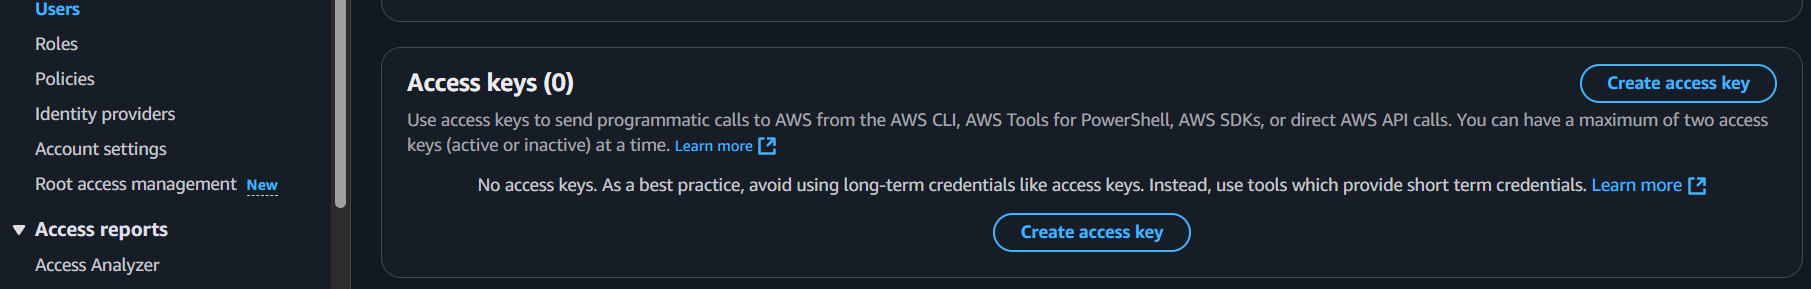 Users
Roles
Policies
Identity providers
Account settings
Root access management New
Access reports
Access Analyzer
Access keys (0)
Create access key
Use access keys to send programmatic calls to AWS from the AWS CLI, AWS Tools for PowerShell, AWS SDKs, or direct AWS API calls. You can have a maximum of two access
keys (active or inactive) at a time. Learn more
No access keys. As a best practice, avoid using long-term credentials like access keys. Instead, use tools which provide short term credentials. Learn more
Create access key